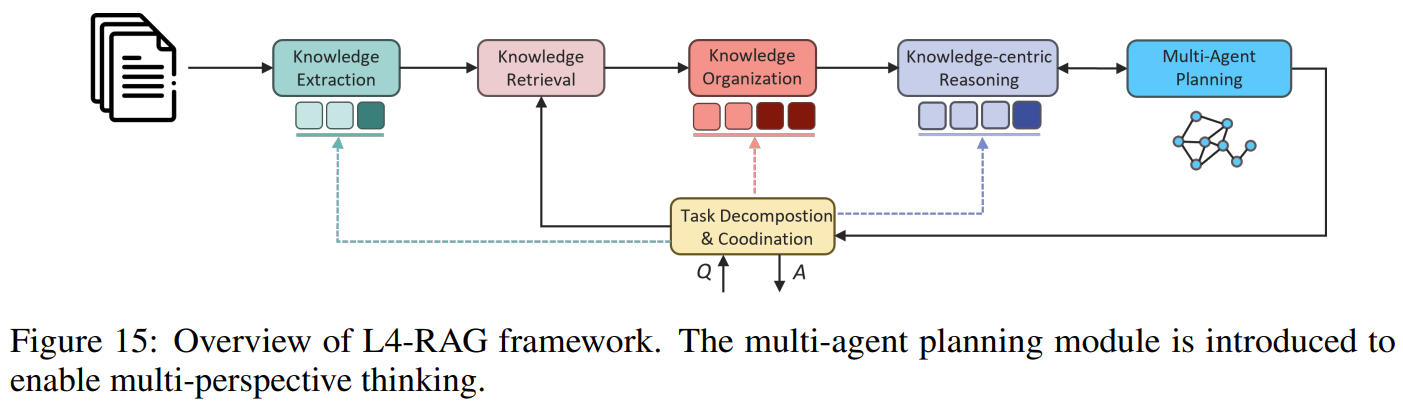 Knowledge
Extraction
Knowledge
Retrieval
Knowledge
Organization
Knowledge-centric
Reasoning
Multi-Agent
Planning
Task Decompostion
& Coodination
Q
A
Figure 15: Overview of L4-RAG framework. The multi-agent planning module is introduced to
enable multi-perspective thinking.